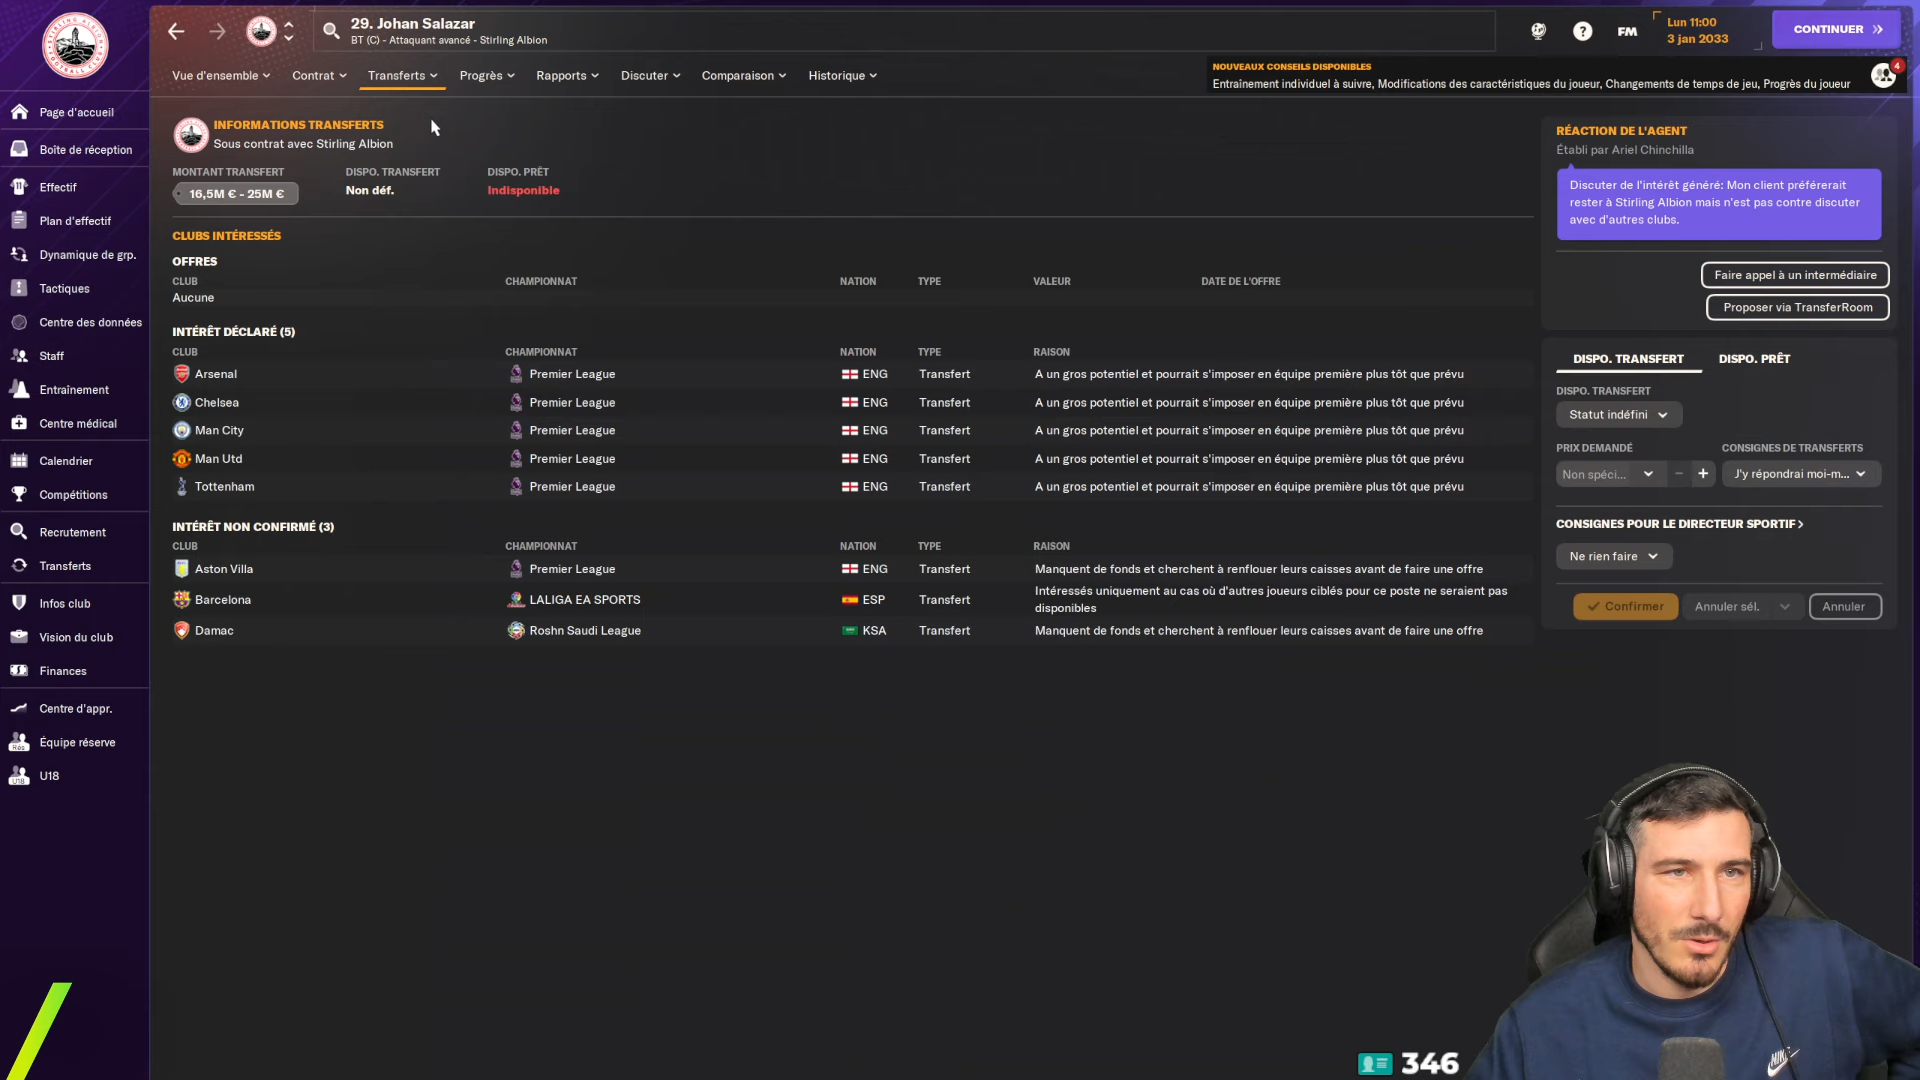 29. Johan Salazar
BT (C) - Attaquant avancé - Stirling Albion
FM
Lun 11:00
3 jan 2033
CONTINUER
Vue d'ensemble
Contrat
Transferts
Progrès
Rapports
Discuter
Comparaison
Historique
NOUVEAUX CONSEILS DISPONIBLES
Entraînement individuel à suivre, Modifications des caractéristiques du joueur, Changements de temps de jeu, Progrès du joueur
4
Page d'accueil
Boîte de réception
Effectif
Plan d'effectif
Dynamique de grp.
Tactiques
Centre des données
Staff
Entraînement
Centre médical
Calendrier
Compétitions
Recrutement
Transferts
Infos club
Vision du club
Finances
Centre d'appr.
Équipe réserve
U18
INFORMATIONS TRANSFERTS
Sous contrat avec Stirling Albion
MONTANT TRANSFERT DISPO. TRANSFERT DISPO. PRÊT
16,5M € - 25M € Non déf. Indisponible
CLUBS INTÉRESSÉS
OFFRES
CLUB CHAMPIONNAT NATION TYPE VALEUR DATE DE L'OFFRE
Aucune
INTÉRÊT DÉCLARÉ (5)
CLUB CHAMPIONNAT NATION TYPE RAISON
Arsenal Premier League ENG Transfert A un gros potentiel et pourrait s'imposer en équipe première plus tôt que prévu
Chelsea Premier League ENG Transfert A un gros potentiel et pourrait s'imposer en équipe première plus tôt que prévu
Man City Premier League ENG Transfert A un gros potentiel et pourrait s'imposer en équipe première plus tôt que prévu
Man Utd Premier League ENG Transfert A un gros potentiel et pourrait s'imposer en équipe première plus tôt que prévu
Tottenham Premier League ENG Transfert A un gros potentiel et pourrait s'imposer en équipe première plus tôt que prévu
INTÉRÊT NON CONFIRMÉ (3)
CLUB CHAMPIONNAT NATION TYPE RAISON
Aston Villa Premier League ENG Transfert Manquent de fonds et cherchent à renflouer leurs caisses avant de faire une offre
Barcelona LALIGA EA SPORTS ESP Transfert Intéressés uniquement au cas où d'autres joueurs ciblés pour ce poste ne seraient pas
disponibles
Damac Roshn Saudi League KSA Transfert Manquent de fonds et cherchent à renflouer leurs caisses avant de faire une offre
RÉACTION DE L'AGENT
Établi par Ariel Chinchilla
Discuter de l'intérêt généré: Mon client préférerait
rester à Stirling Albion mais n'est pas contre discuter
avec d'autres clubs.
Faire appel à un intermédiaire
Proposer via TransferRoom
DISPO. TRANSFERT DISPO. PRÊT
DISPO. TRANSFERT
Statut indéfini
PRIX DEMANDÉ CONSIGNES DE TRANSFERTS
Non spéci... J'y répondrai moi-m...
CONSIGNES POUR LE DIRECTEUR SPORTIF
Ne rien faire
Confirmer Annuler sél. Annuler
346